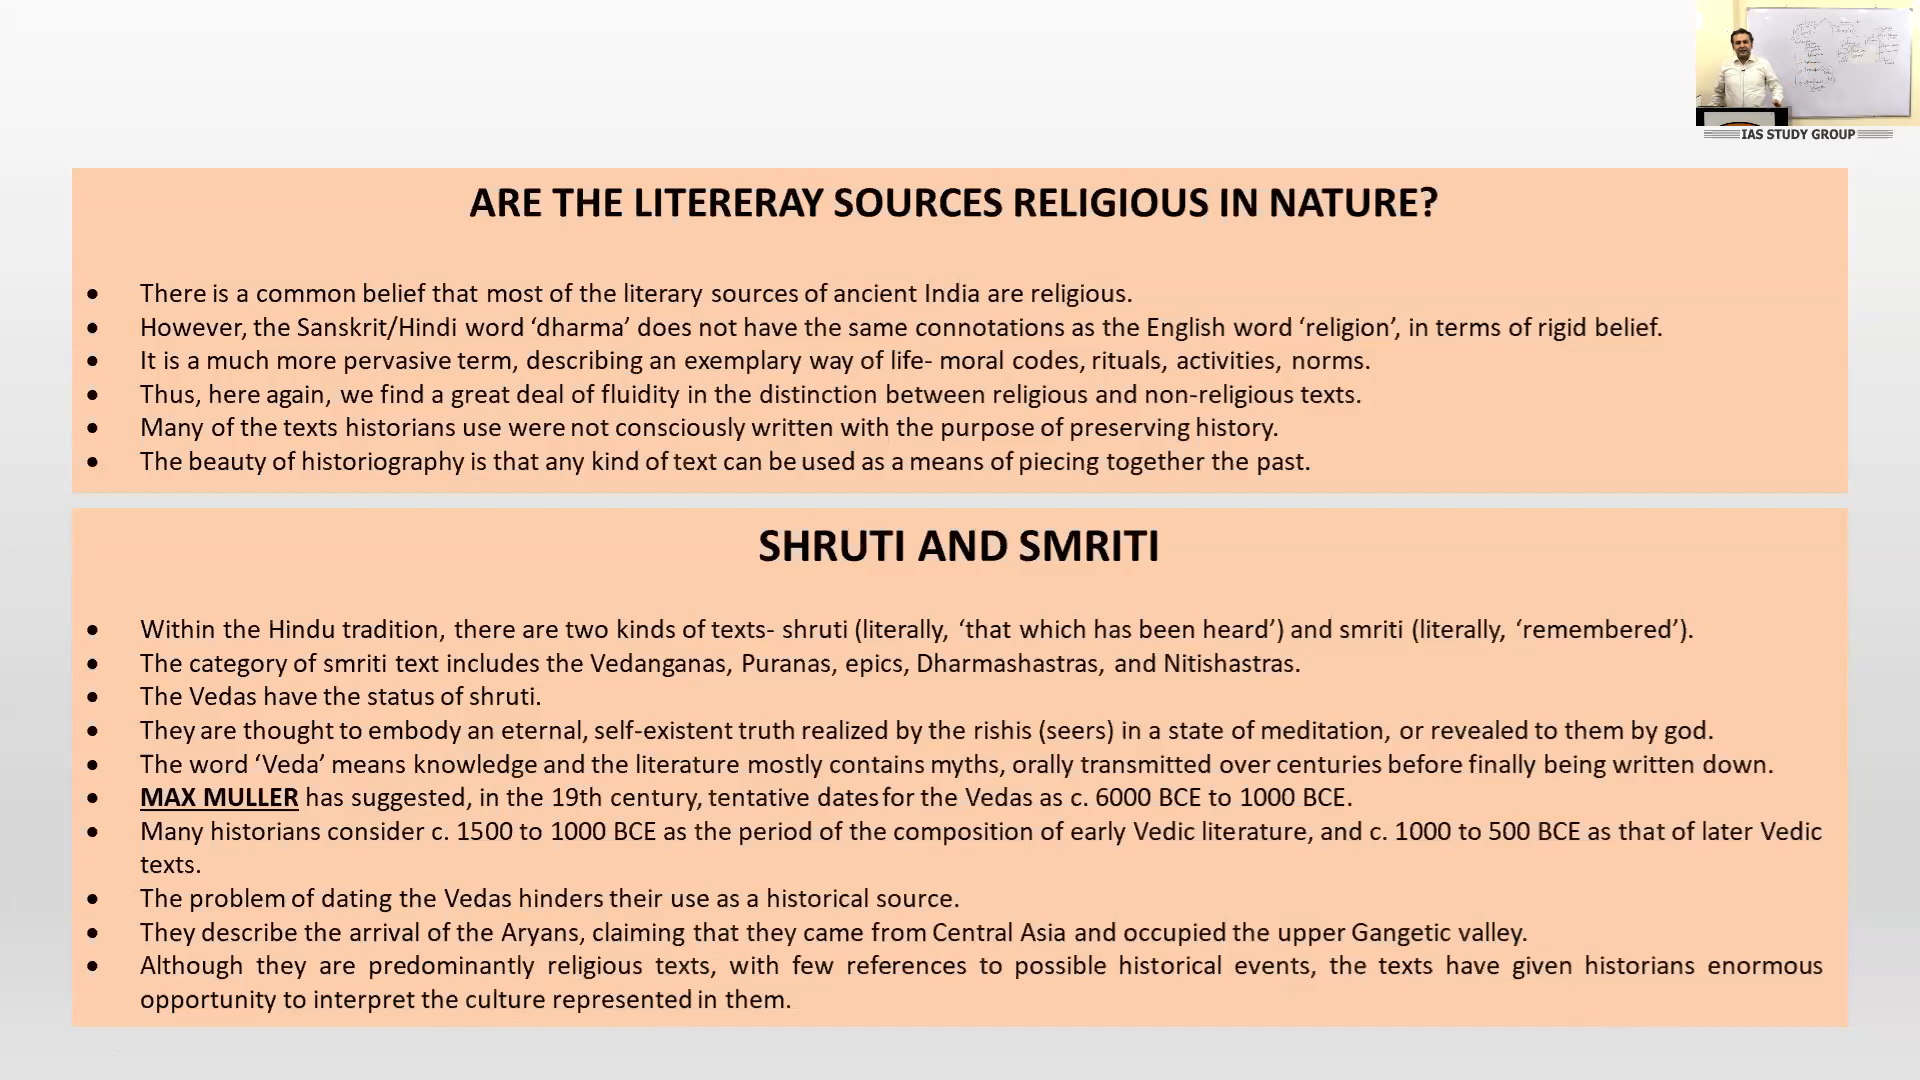 IAS STUDY GROUP
ARE THE LITERERAY SOURCES RELIGIOUS IN NATURE?
• There is a common belief that most of the literary sources of ancient India are religious.
• However, the Sanskrit/Hindi word ‘dharma’ does not have the same connotations as the English word ‘religion’, in terms of rigid belief.
• It is a much more pervasive term, describing an exemplary way of life- moral codes, rituals, activities, norms.
• Thus, here again, we find a great deal of fluidity in the distinction between religious and non-religious texts.
• Many of the texts historians use were not consciously written with the purpose of preserving history.
• The beauty of historiography is that any kind of text can be used as a means of piecing together the past.
SHRUTI AND SMRITI
• Within the Hindu tradition, there are two kinds of texts- shruti (literally, ‘that which has been heard’) and smriti (literally, ‘remembered’).
• The category of smriti text includes the Vedanganas, Puranas, epics, Dharmashastras, and Nitishastras.
• The Vedas have the status of shruti.
• They are thought to embody an eternal, self-existent truth realized by the rishis (seers) in a state of meditation, or revealed to them by god.
• The word ‘Veda’ means knowledge and the literature mostly contains myths, orally transmitted over centuries before finally being written down.
• MAX MULLER has suggested, in the 19th century, tentative dates for the Vedas as c. 6000 BCE to 1000 BCE.
• Many historians consider c. 1500 to 1000 BCE as the period of the composition of early Vedic literature, and c. 1000 to 500 BCE as that of later Vedic
texts.
• The problem of dating the Vedas hinders their use as a historical source.
• They describe the arrival of the Aryans, claiming that they came from Central Asia and occupied the upper Gangetic valley.
• Although they are predominantly religious texts, with few references to possible historical events, the texts have given historians enormous
opportunity to interpret the culture represented in them.